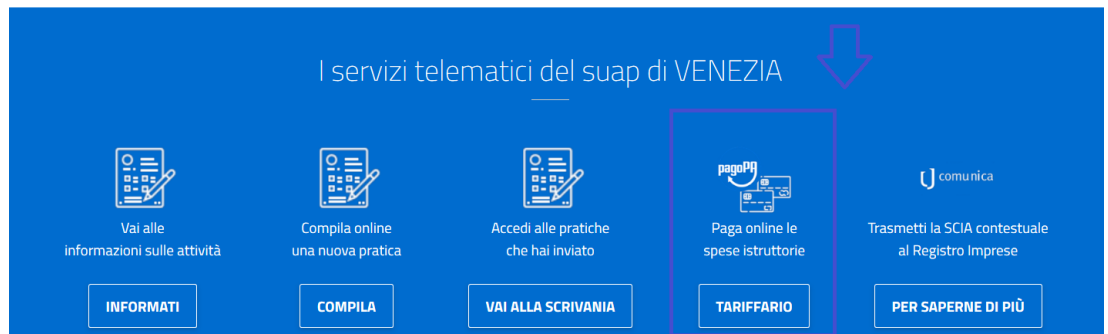 I servizi telematici del suap di VENEZIA
Vai alle
informazioni sulle attività
INFORMATI
Compila online
una nuova pratica
COMPILA
Accedi alle pratiche
che hai inviato
VAI ALLA SCRIVANIA
pagoPA
Paga online le
spese istruttorie
TARIFFARIO
comunica
Trasmetti la SCIA contestuale
al Registro Imprese
PER SAPERNE DI PIÙ